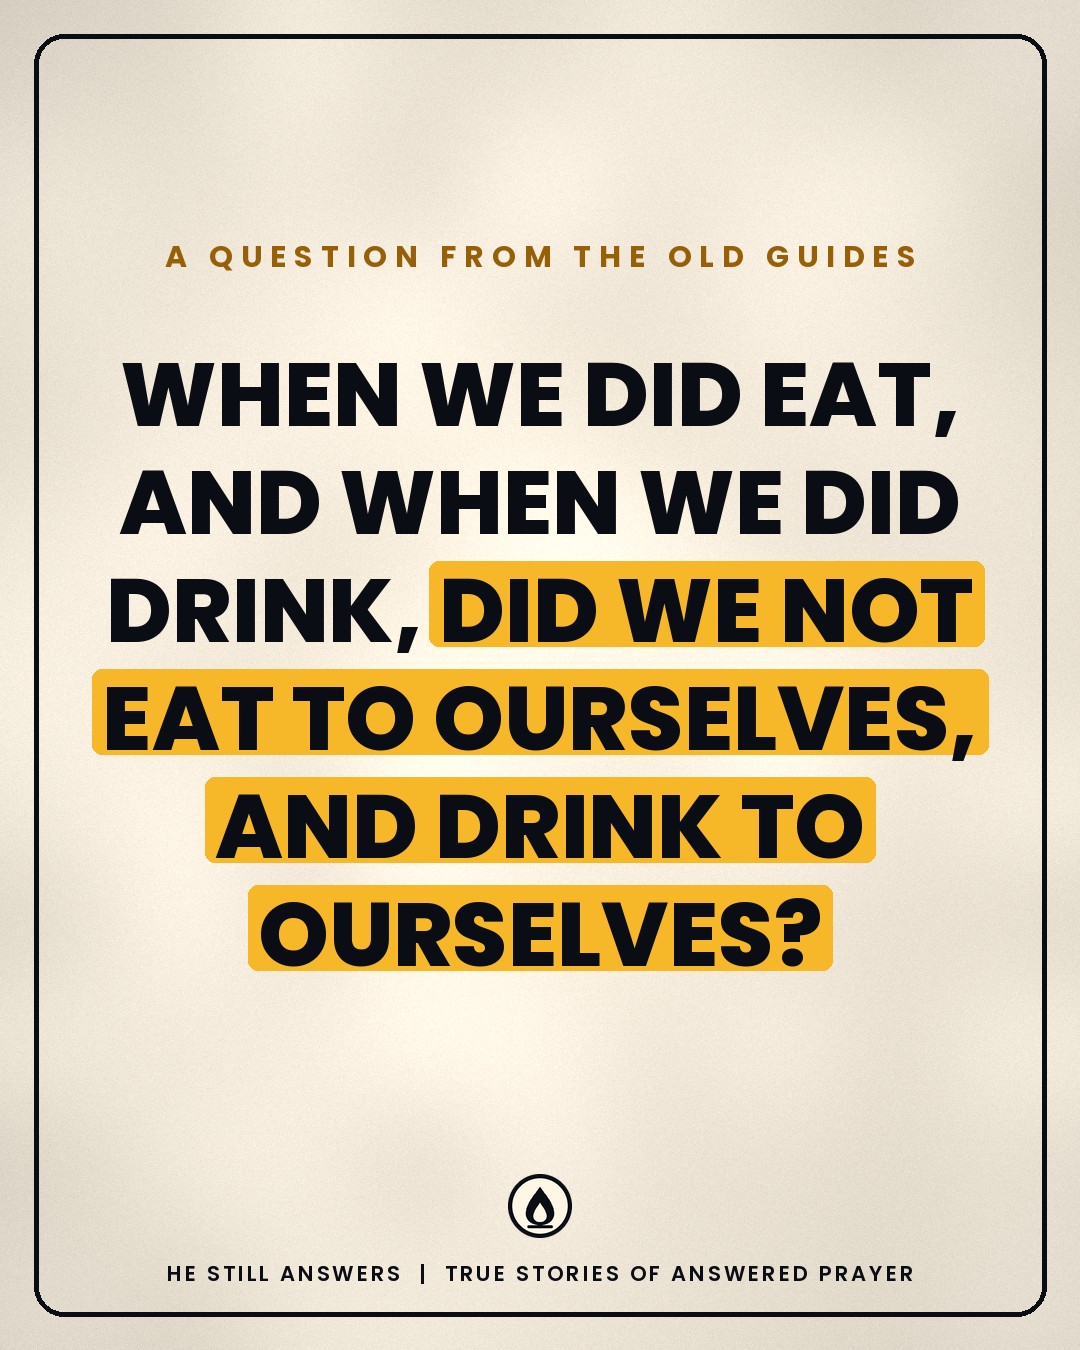 A QUESTION FROM THE OLD GUIDES
WHEN WE DID EAT,
AND WHEN WE DID
DRINK, DID WE NOT
EAT TO OURSELVES,
AND DRINK TO
OURSELVES?
HE STILL ANSWERS | TRUE STORIES OF ANSWERED PRAYER